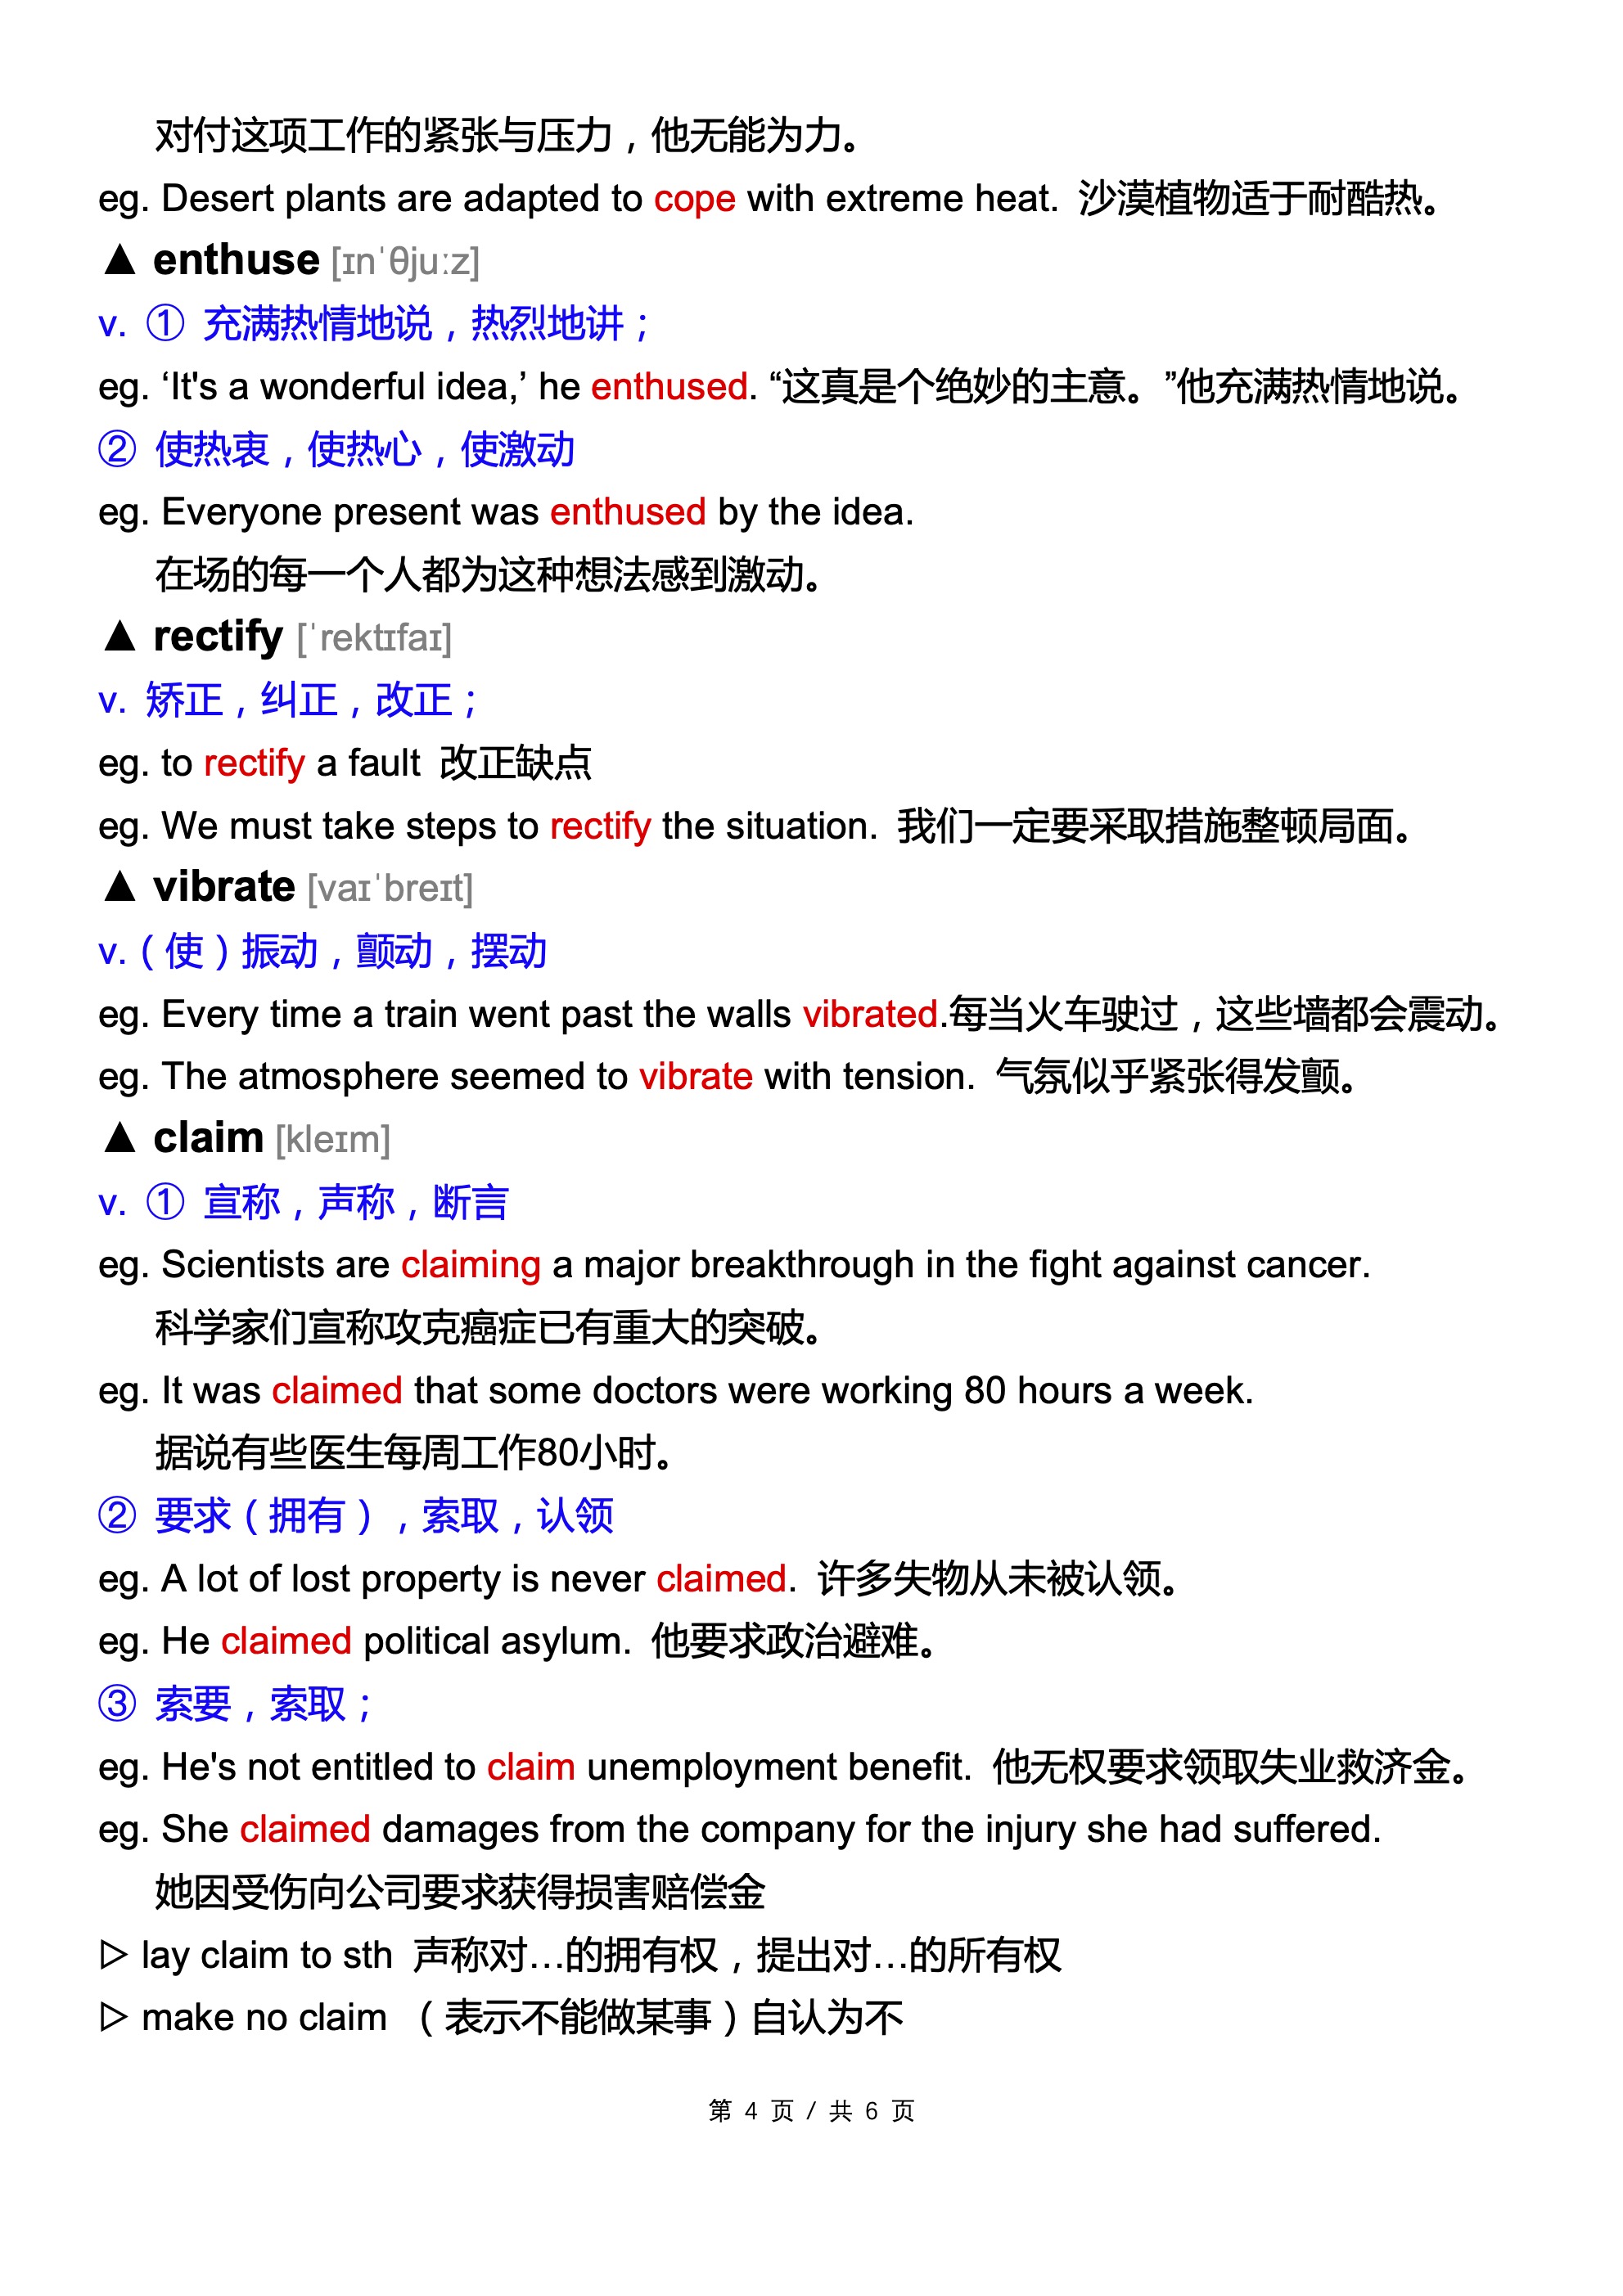 对付这项工作的紧张与压力，他无能为力。
eg. Desert plants are adapted to cope with extreme heat. 沙漠植物适于耐酷热。
▲ enthuse [ɪnˈθjuːz]
v. ① 充满热情地说，热烈地讲；
eg. ‘It's a wonderful idea,’ he enthused. “这真是个绝妙的主意。”他充满热情地说。
② 使热衷，使热心，使激动
eg. Everyone present was enthused by the idea.
在场的每一个人都为这种想法感到激动。
▲ rectify [ˈrektɪfaɪ]
v. 矫正，纠正，改正；
eg. to rectify a fault 改正缺点
eg. We must take steps to rectify the situation. 我们一定要采取措施整顿局面。
▲ vibrate [vaɪˈbreɪt]
v.（使）振动，颤动，摆动
eg. Every time a train went past the walls vibrated.每当火车驶过，这些墙都会震动。
eg. The atmosphere seemed to vibrate with tension. 气氛似乎紧张得发颤。
▲ claim [kleɪm]
v. ① 宣称，声称，断言
eg. Scientists are claiming a major breakthrough in the fight against cancer.
科学家们宣称攻克癌症已有重大的突破。
eg. It was claimed that some doctors were working 80 hours a week.
据说有些医生每周工作80小时。
② 要求（拥有），索取，认领
eg. A lot of lost property is never claimed. 许多失物从未被认领。
eg. He claimed political asylum. 他要求政治避难。
③ 索要，索取；
eg. He's not entitled to claim unemployment benefit. 他无权要求领取失业救济金。
eg. She claimed damages from the company for the injury she had suffered.
她因受伤向公司要求获得损害赔偿金
▷ lay claim to sth 声称对…的拥有权，提出对…的所有权
▷ make no claim （表示不能做某事）自认为不
第 4 页 / 共 6 页